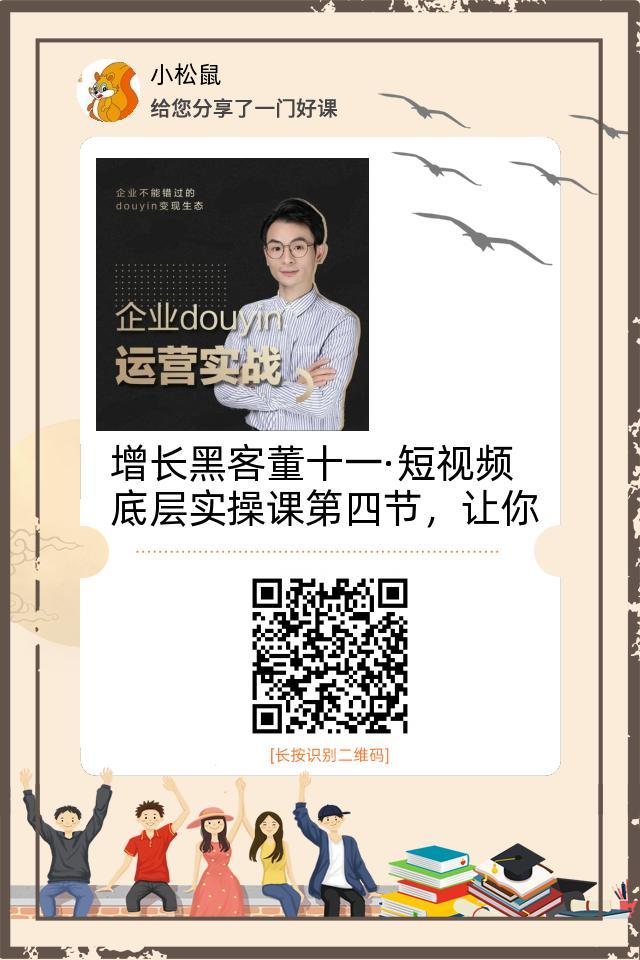 小松鼠
给您分享了一门好课
企业不能错过的
douyin变现生态
企业douyin
运营实战
增长黑客董十一·短视频
底层实操课第四节，让你
[长按识别二维码]